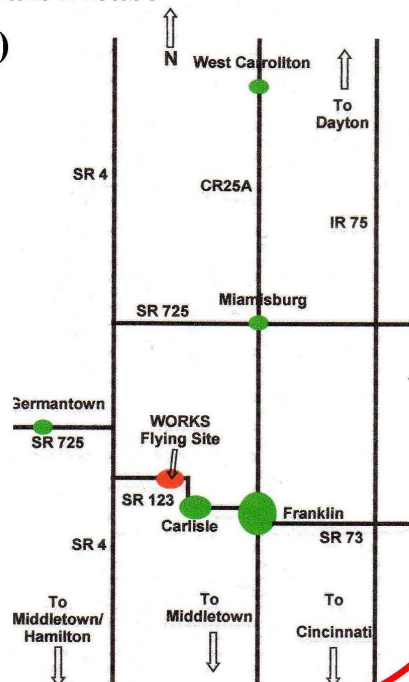 )
N
West Carrollton
To
Dayton
SR 4
CR25A
IR 75
Miamisburg
SR 725
Germantown
SR 725
WORKS
Flying Site
SR 123
Carlisle
Franklin
SR 73
SR 4
To
Middletown/
Hamilton
To
Middletown
To
Cincinnati